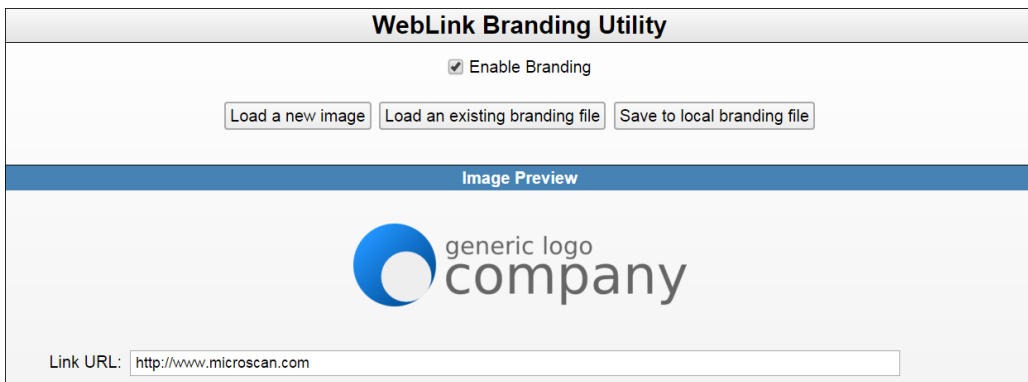 WebLink Branding Utility
Enable Branding
Load a new image Load an existing branding file Save to local branding file
Image Preview
generic logo
company
Link URL: http://www.microscan.com